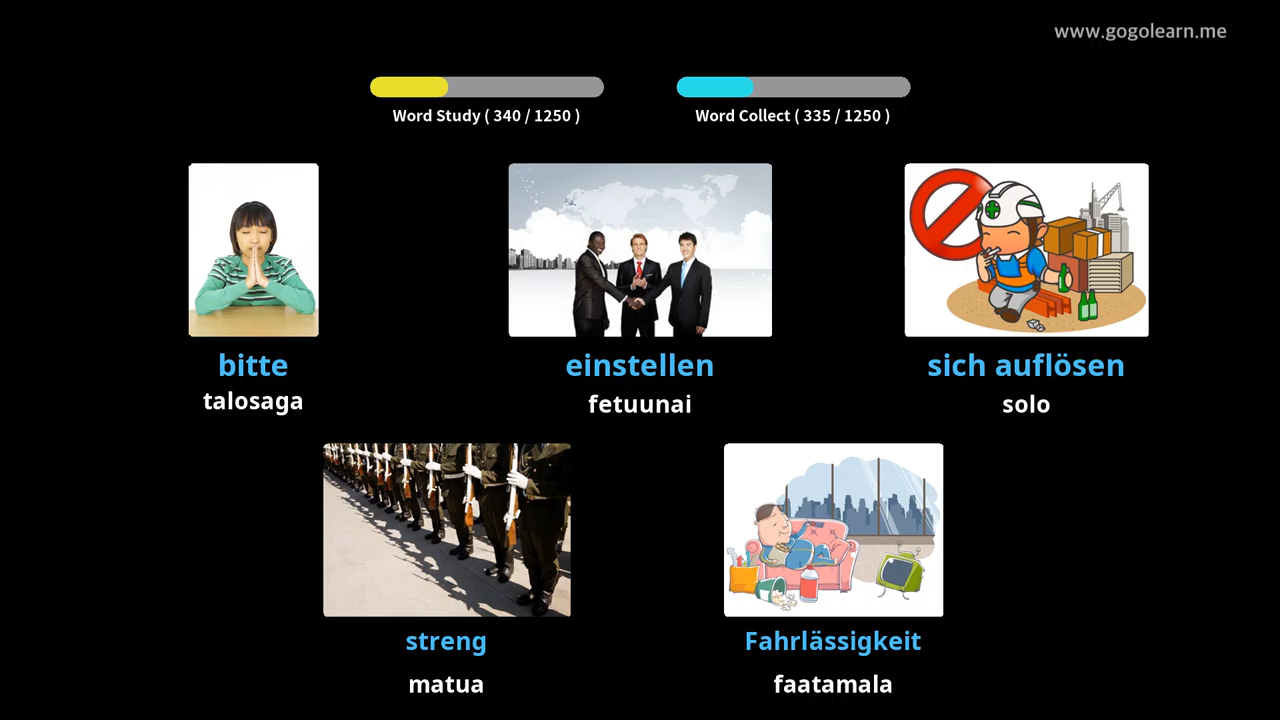 www.gogolearn.me
Word Study ( 340 / 1250 )
Word Collect ( 335 / 1250 )
bitte
talosaga
einstellen
fetuunai
sich auflösen
solo
streng
matua
Fahrlässigkeit
faatamala